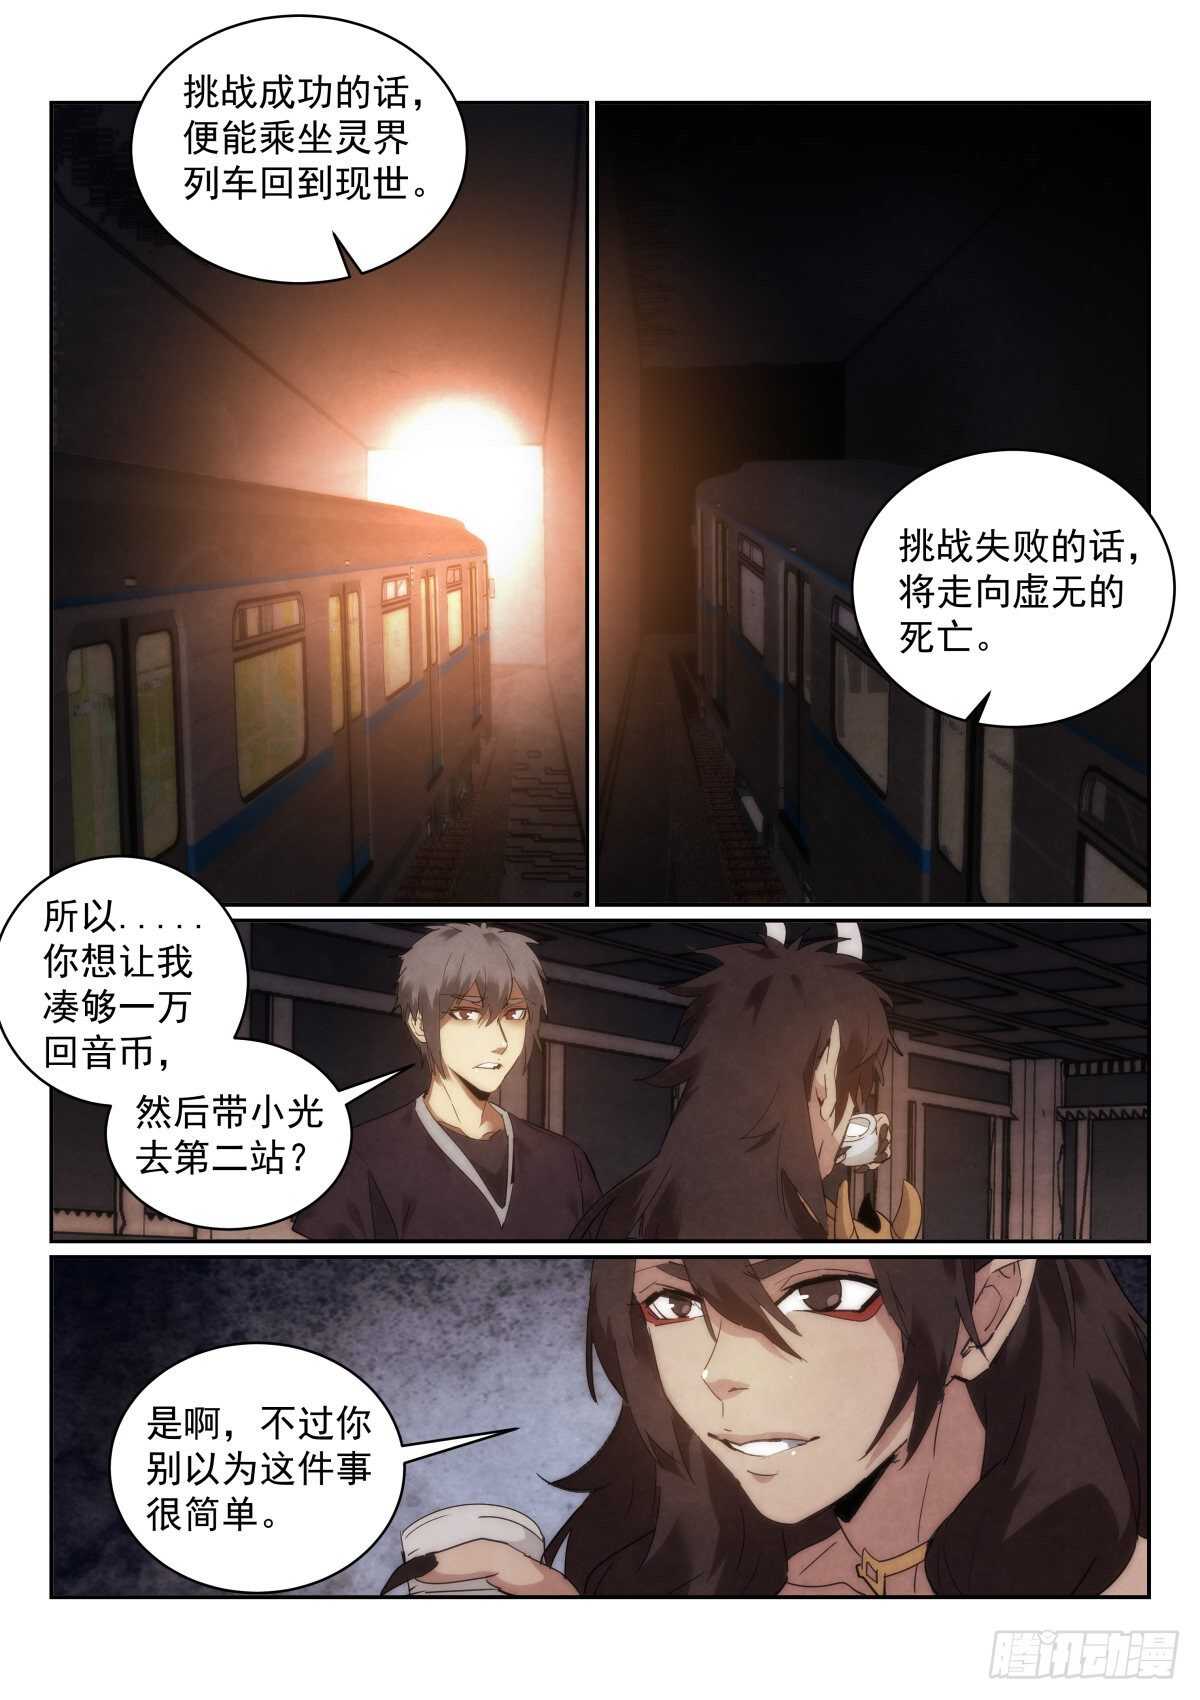 挑战成功的话，
便能乘坐灵界
列车回到现世。
挑战失败的话，
将走向虚无的
死亡。
所以.....
你想让我
凑够一万
回音币，
然后带小光
去第二站？
是啊，不过你
别以为这件事
很简单。
腾讯动漫